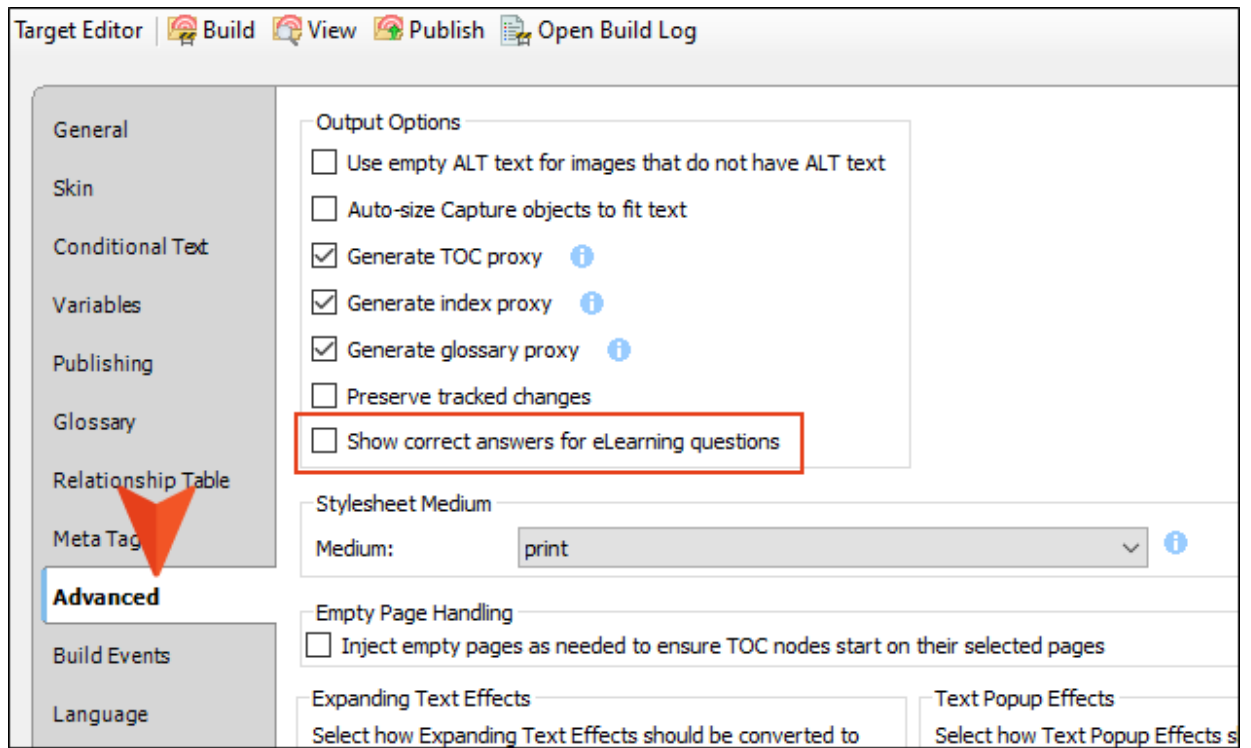 Target Editor Build View Publish Open Build Log
General
Skin
Conditional Text
Variables
Publishing
Glossary
Relationship Table
Meta Tag
Advanced
Build Events
Language
Output Options
Use empty ALT text for images that do not have ALT text
Auto-size Capture objects to fit text
Generate TOC proxy
Generate index proxy
Generate glossary proxy
Preserve tracked changes
Show correct answers for eLearning questions
Stylesheet Medium
Medium: print
Empty Page Handling
Inject empty pages as needed to ensure TOC nodes start on their selected pages
Expanding Text Effects
Select how Expanding Text Effects should be converted to
Text Popup Effects
Select how Text Popup Effects